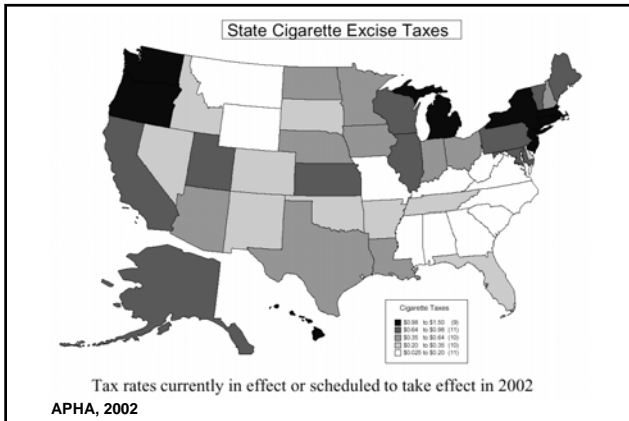 State Cigarette Excise Taxes
Cigarette Taxes
$0.98 to $1.50 (9)
$0.64 to $0.98 (11)
$0.35 to $0.64 (10)
$0.20 to $0.35 (10)
$0.025 to $0.20 (11)
Tax rates currently in effect or scheduled to take effect in 2002
APHA, 2002